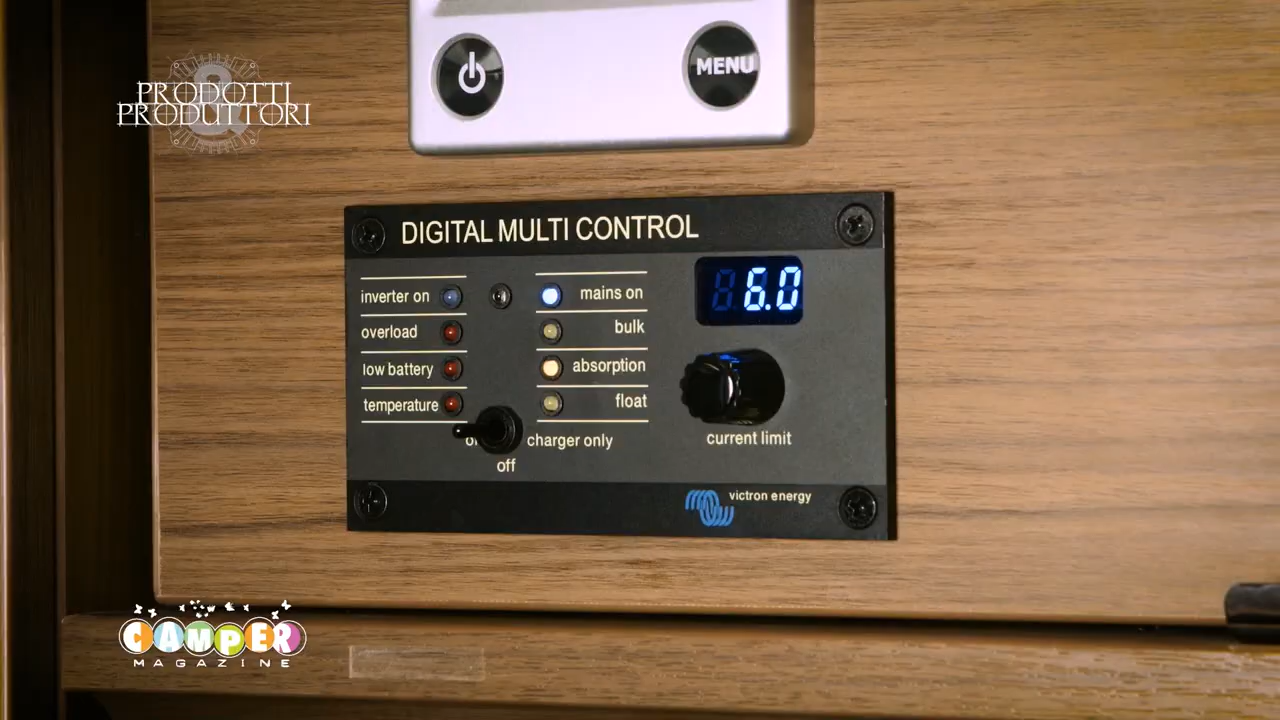 PRODOTTI
&
PRODUTTORI
MENU
DIGITAL MULTI CONTROL
6.0
inverter on
mains on
overload
bulk
low battery
absorption
temperature
float
charger only
off
current limit
victron energy
CAMPER
MAGAZINE